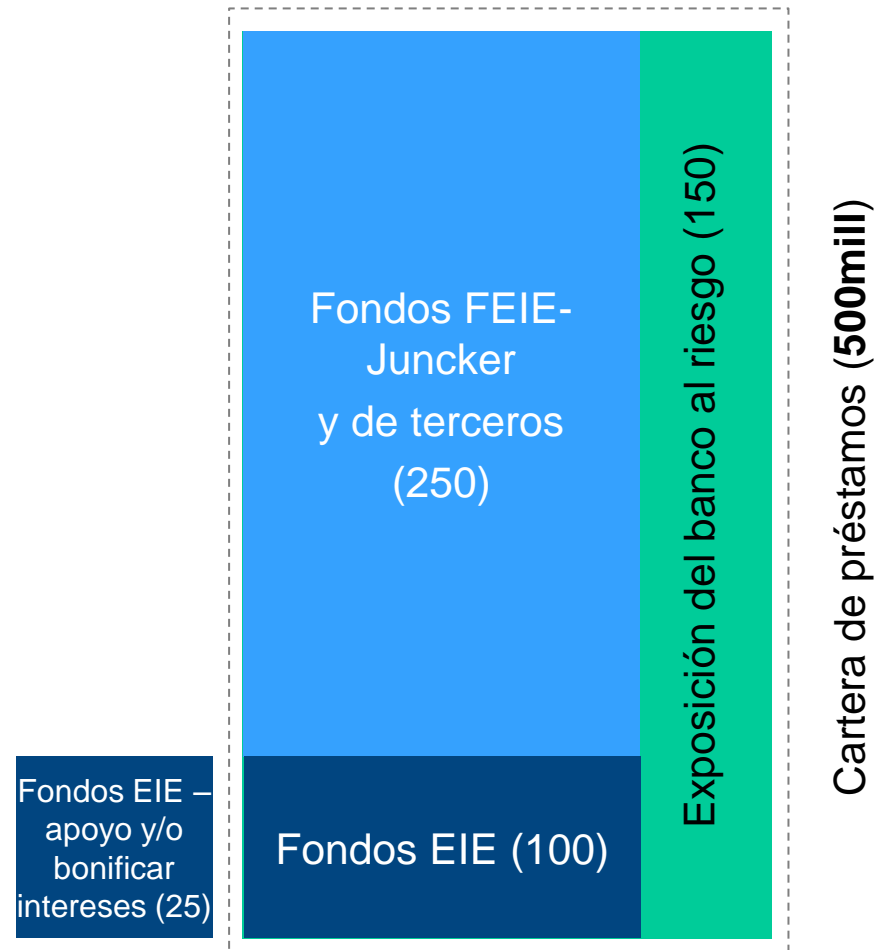 Fondos FEIE-
Juncker
y de terceros
(250)
Exposición del banco al riesgo (150)
Cartera de préstamos (500mill)
Fondos EIE –
apoyo y/o
bonificar
intereses (25)
Fondos EIE (100)